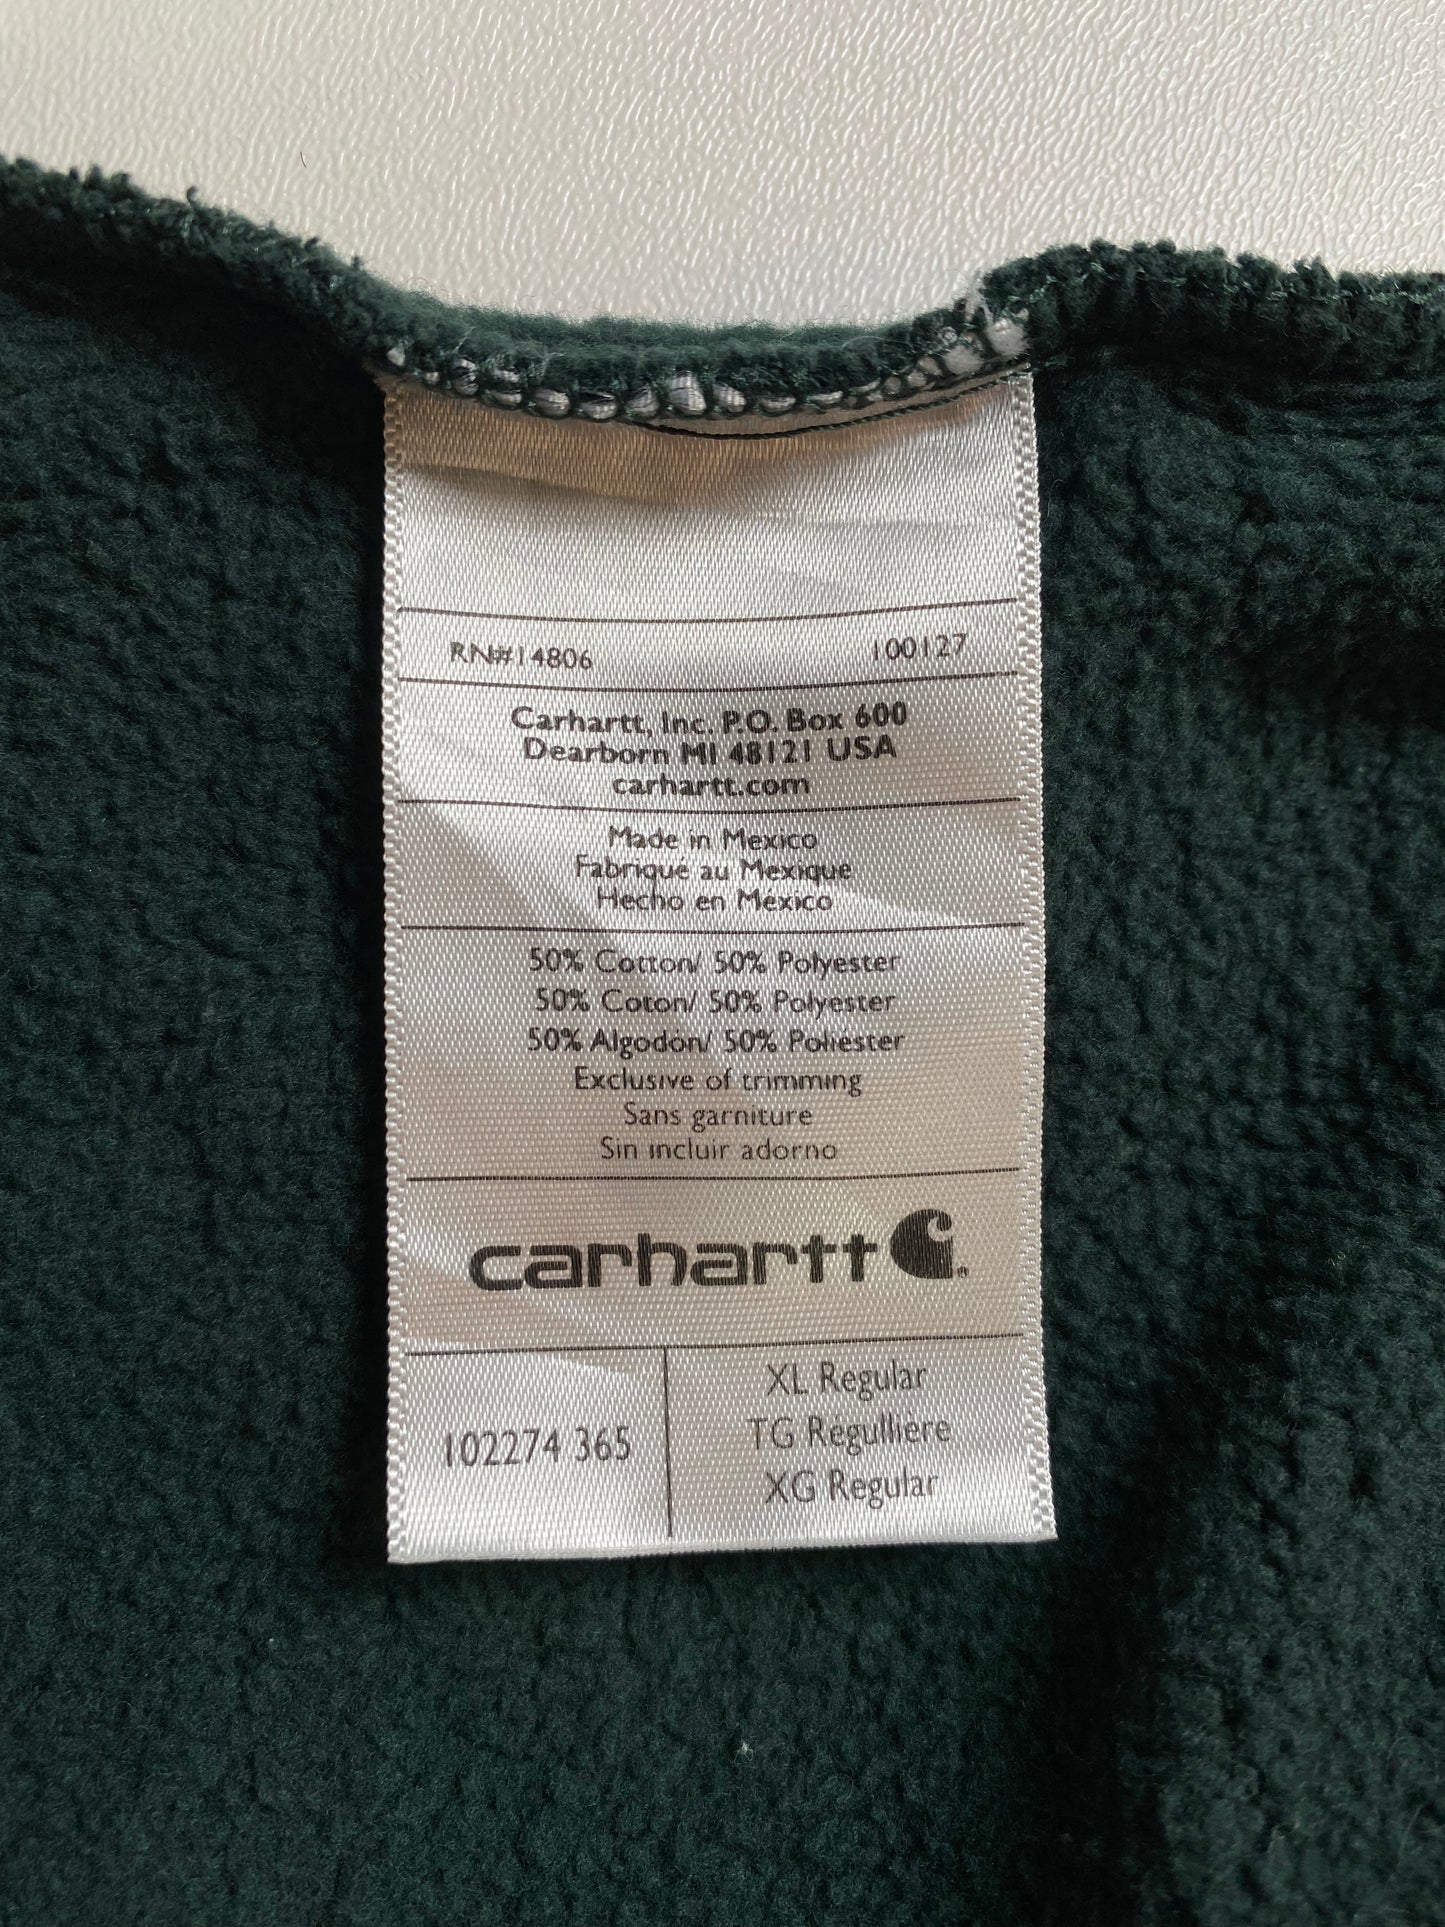 RN#14806 100127
Carhartt, Inc. P.O. Box 600
Dearborn MI 48121 USA
carhartt.com
Made in Mexico
Fabriqué au Mexique
Hecho en Mexico
50% Cotton/ 50% Polyester
50% Coton/ 50% Polyester
50% Algodón/ 50% Poliéster
Exclusive of trimming
Sans garniture
Sin incluir adorno
carhartt
102274 365
XL Regular
TG Régullière
XG Regular